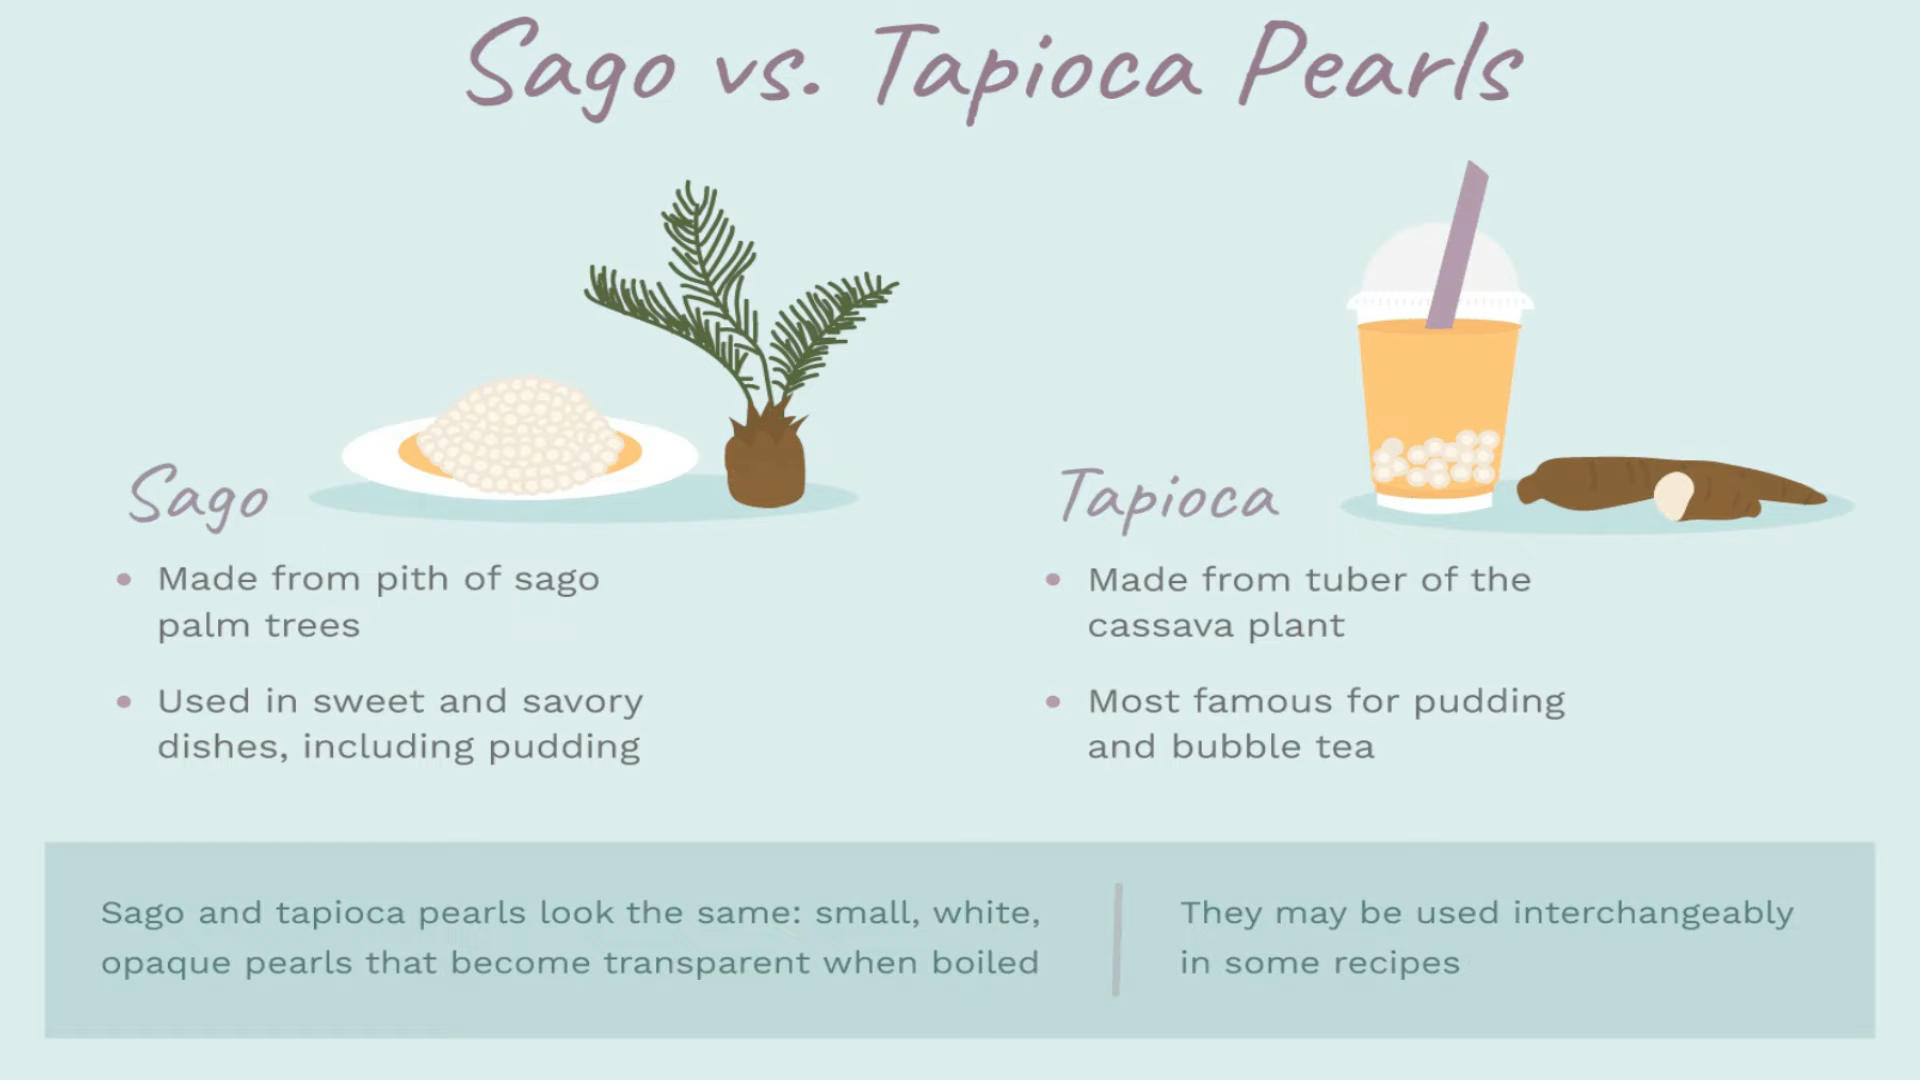 Sago vs. Tapioca Pearls
Sago
• Made from pith of sago
palm trees
• Used in sweet and savory
dishes, including pudding
Tapioca
• Made from tuber of the
cassava plant
• Most famous for pudding
and bubble tea
Sago and tapioca pearls look the same: small, white,
opaque pearls that become transparent when boiled
They may be used interchangeably
in some recipes